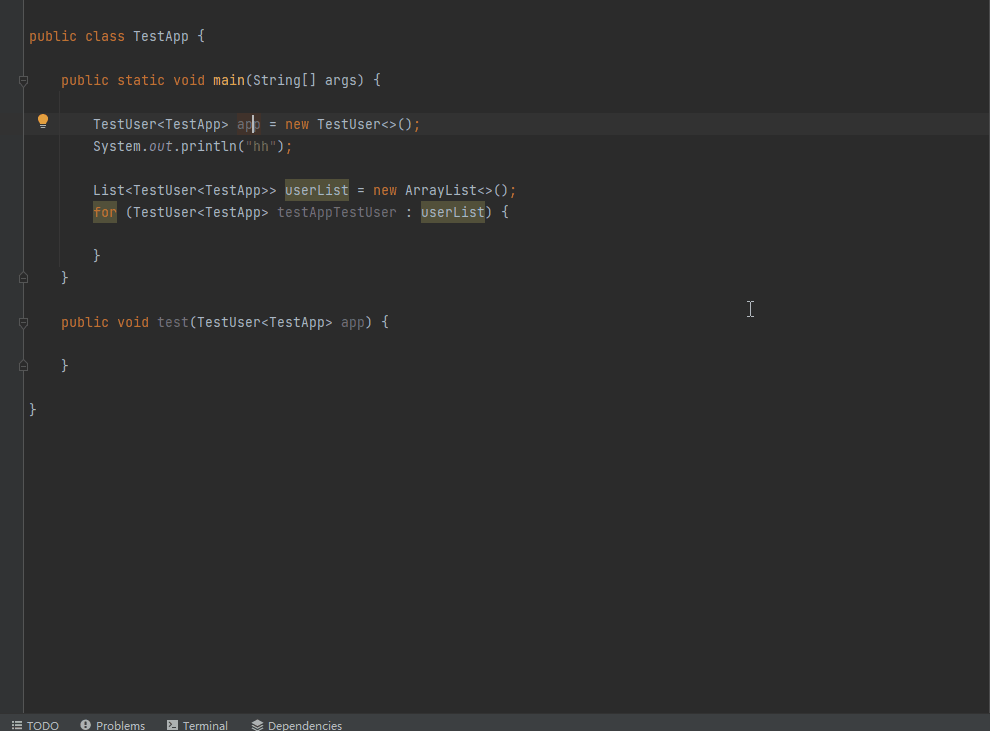 public class TestApp {
public static void main(String[] args) {
TestUser<TestApp> app = new TestUser<>();
System.out.println("hh");
List<TestUser<TestApp>> userList = new ArrayList<>();
for (TestUser<TestApp> testAppTestUser : userList) {
}
}
public void test(TestUser<TestApp> app) {
}
}
TODO Problems Terminal Dependencies